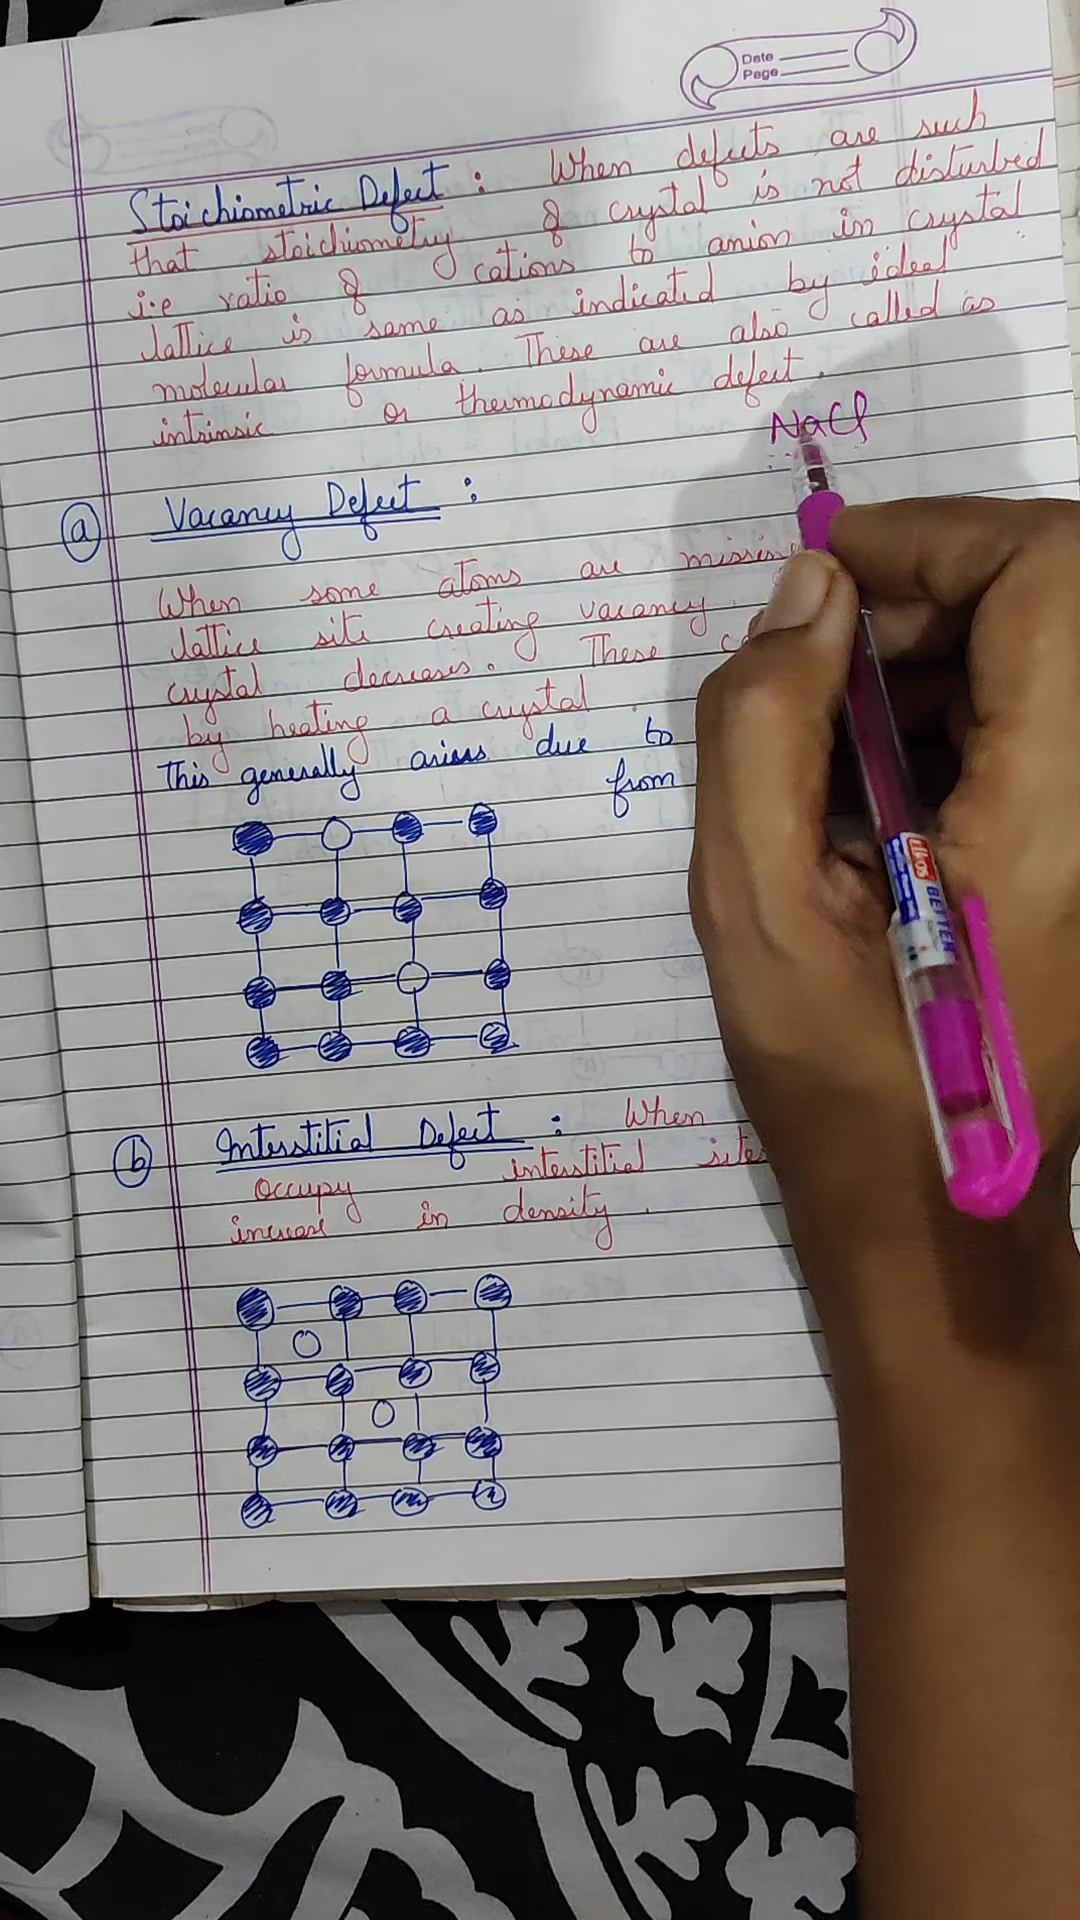 Date
Page
Stoichiometric Defect : When defects are such
that stoichiometry of crystal is not disturbed
i.e ratio of cations to anion in crystal
lattice is same as indicated by ideal
molecular formula. These are also called as
intrinsic or thermodynamic defect.
NaCl
(a) Vacancy Defect :
When some atoms are missing
lattice site creating vacancy.
crystal decreases. These
by heating a crystal.
This generally arises due to
from
(b) Interstitial Defect : When
occupy interstitial sites
increase in density.
elkos
BETTER